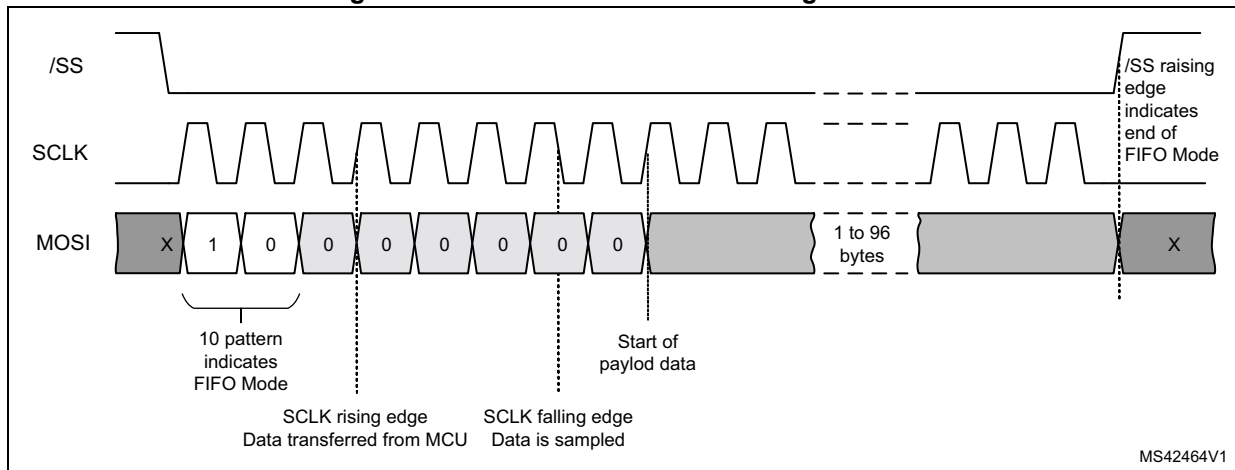 /SS
/SS raising
edge
indicates
end of
FIFO Mode
SCLK
MOSI
X 1 0 0 0 0 0 0 0
1 to 96
bytes
X
10 pattern
indicates
FIFO Mode
Start of
paylod data
SCLK rising edge
Data transferred from MCU
SCLK falling edge
Data is sampled
MS42464V1